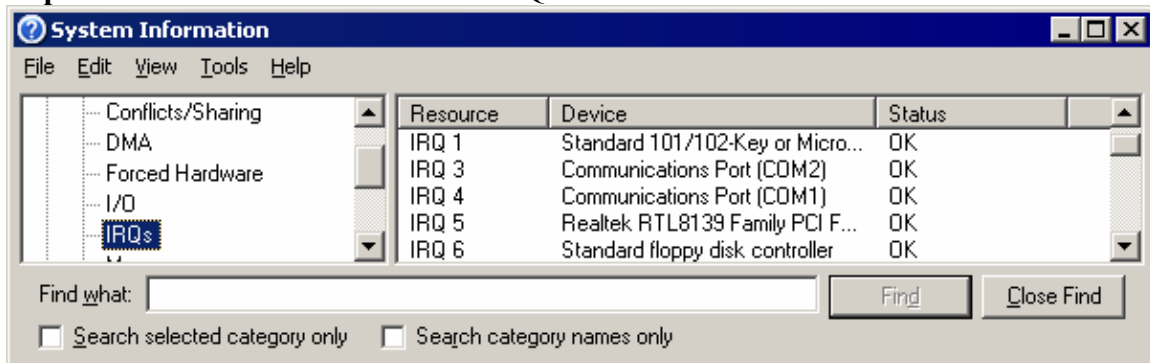 System Information
File Edit View Tools Help
Conflicts/Sharing
DMA
Forced Hardware
I/O
IRQs
Resource Device Status
IRQ 1 Standard 101/102-Key or Micro... OK
IRQ 3 Communications Port (COM2) OK
IRQ 4 Communications Port (COM1) OK
IRQ 5 Realtek RTL8139 Family PCI F... OK
IRQ 6 Standard floppy disk controller OK
Find what: Find Close Find
Search selected category only Search category names only